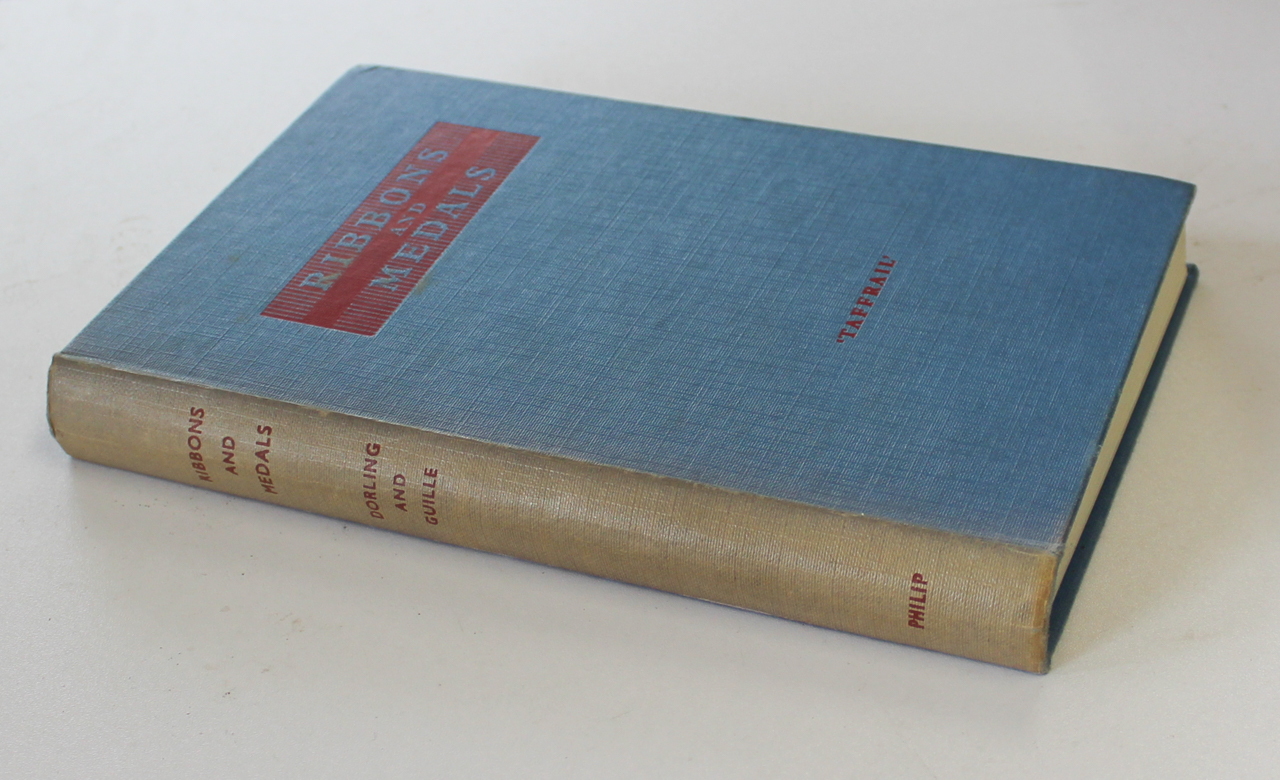 RIBBONS
AND
MEDALS
'TAFFRAIL'
RIBBONS
AND
MEDALS
DORLING
AND
GUILLE
PHILIP